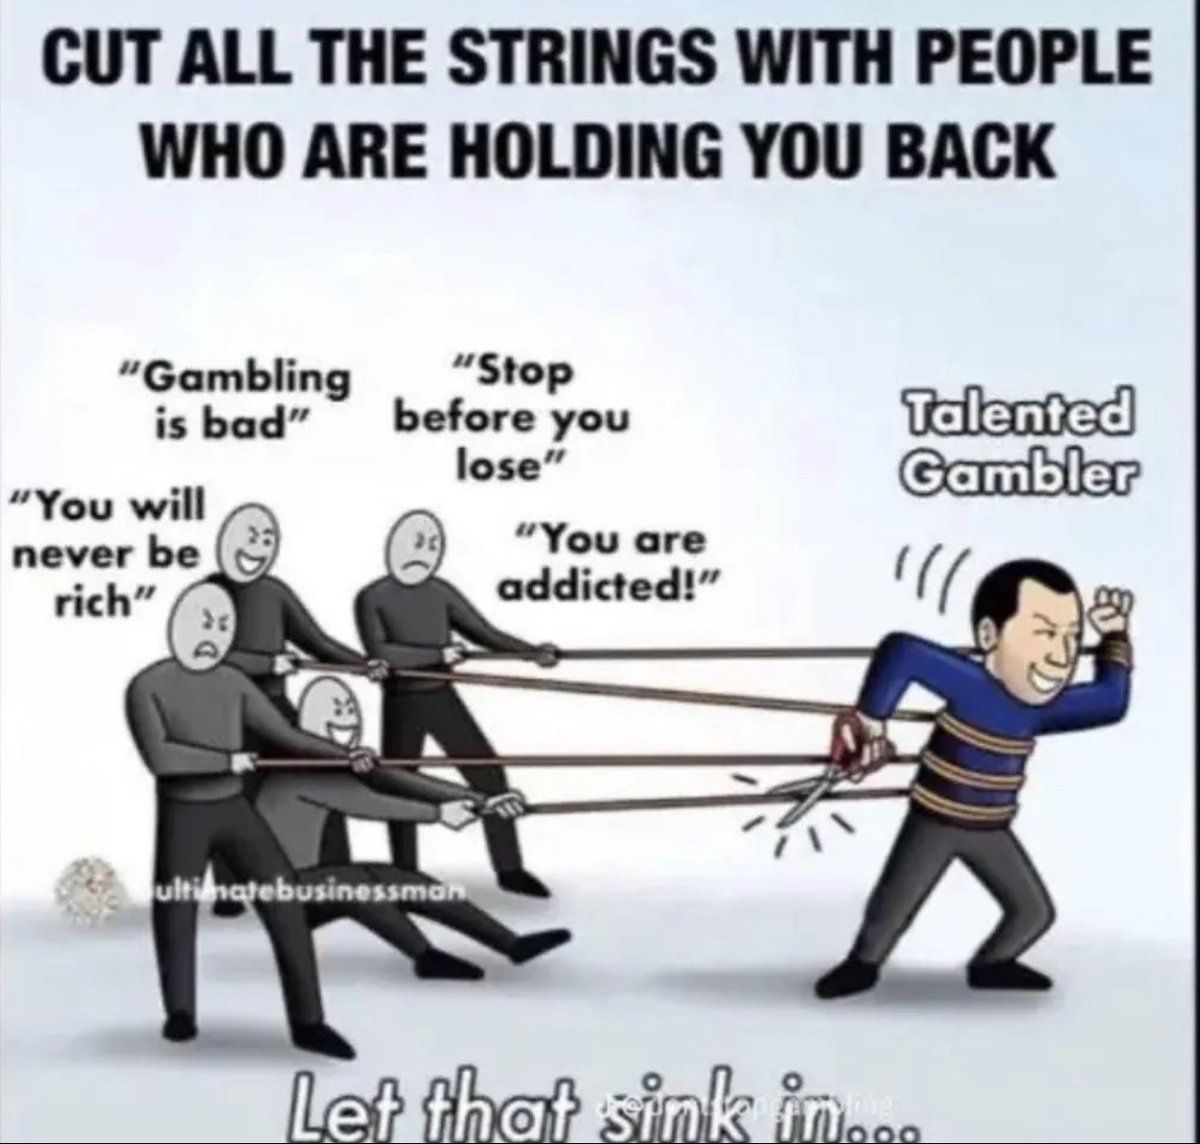 CUT ALL THE STRINGS WITH PEOPLE
WHO ARE HOLDING YOU BACK
"Gambling
is bad"
"Stop
before you
lose"
Talented
Gambler
"You will
never be
rich"
"You are
addicted!"
ultimatebusinessman
Let that sink in...
@dontstopgambling